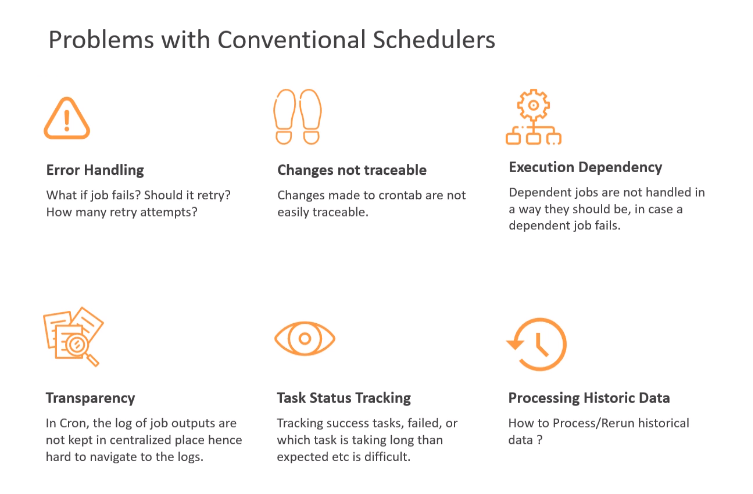 Problems with Conventional Schedulers
Error Handling
What if job fails? Should it retry?
How many retry attempts?
Changes not traceable
Changes made to crontab are not
easily traceable.
Execution Dependency
Dependent jobs are not handled in
a way they should be, in case a
dependent job fails.
Transparency
In Cron, the log of job outputs are
not kept in centralized place hence
hard to navigate to the logs.
Task Status Tracking
Tracking success tasks, failed, or
which task is taking long than
expected etc is difficult.
Processing Historic Data
How to Process/Rerun historical
data ?